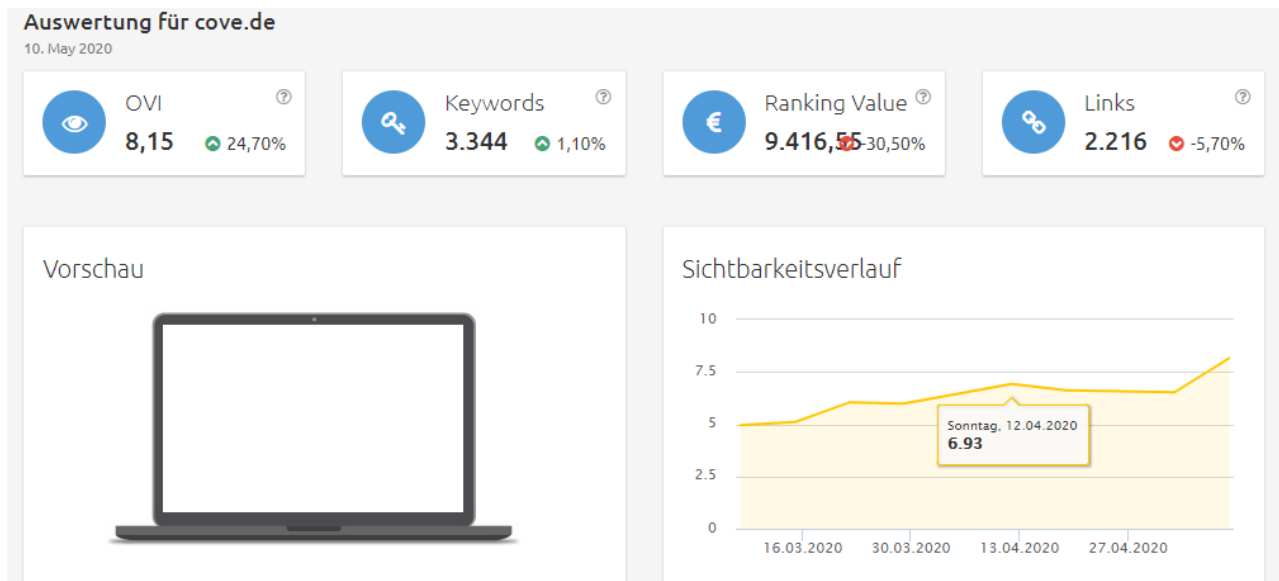 Auswertung für cove.de
10. May 2020
OVI
8,15 24,70%
Keywords
3.344 1,10%
Ranking Value
9.416,55 -30,50%
Links
2.216 -5,70%
Vorschau
Sichtbarkeitsverlauf
10
7.5
5
2.5
0
Sonntag, 12.04.2020
6.93
16.03.2020 30.03.2020 13.04.2020 27.04.2020